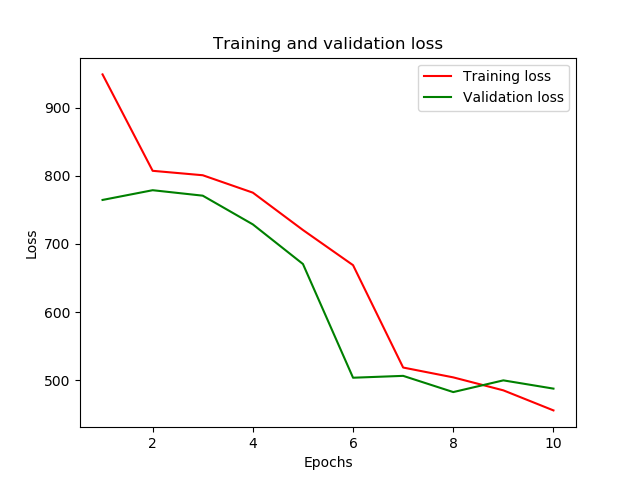 Training and validation loss
Training loss
Validation loss
900
800
700
600
500
Loss
2
4
6
8
10
Epochs